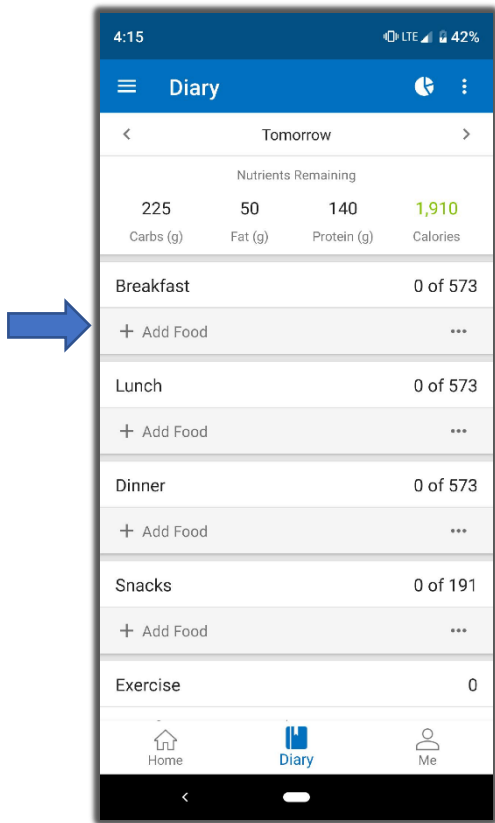 4:15 LTE 42%
Diary
Tomorrow
Nutrients Remaining
225 50 140 1,910
Carbs (g) Fat (g) Protein (g) Calories
Breakfast 0 of 573
+ Add Food
Lunch 0 of 573
+ Add Food
Dinner 0 of 573
+ Add Food
Snacks 0 of 191
+ Add Food
Exercise 0
Home Diary Me